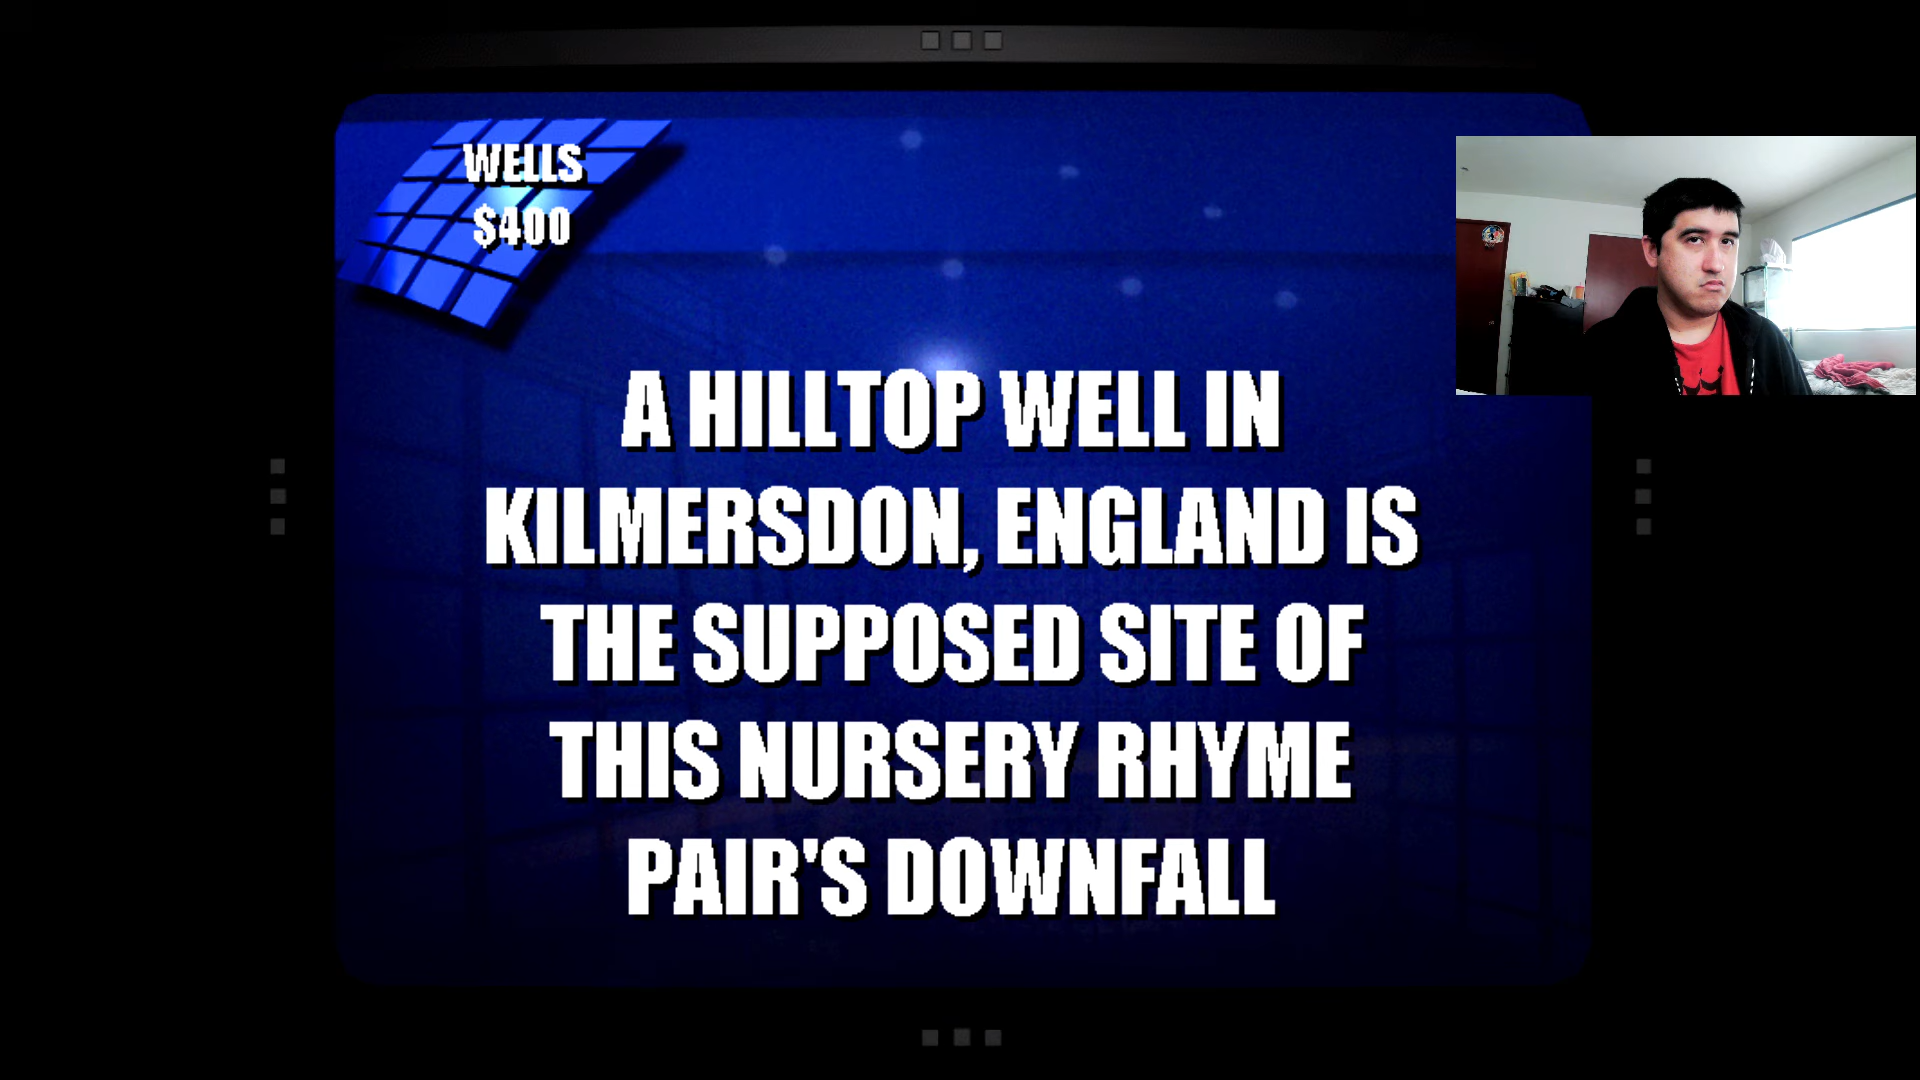 WELLS
$400
A HILLTOP WELL IN
KILMERSDON, ENGLAND IS
THE SUPPOSED SITE OF
THIS NURSERY RHYME
PAIR'S DOWNFALL